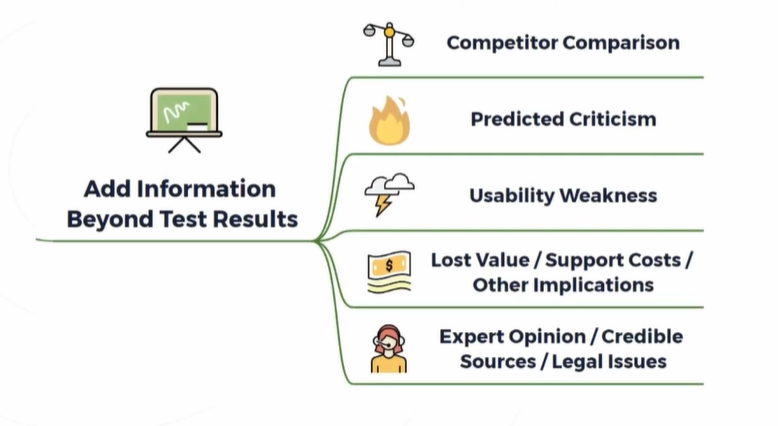 Add Information
Beyond Test Results
Competitor Comparison
Predicted Criticism
Usability Weakness
$
Lost Value / Support Costs /
Other Implications
Expert Opinion / Credible
Sources / Legal Issues